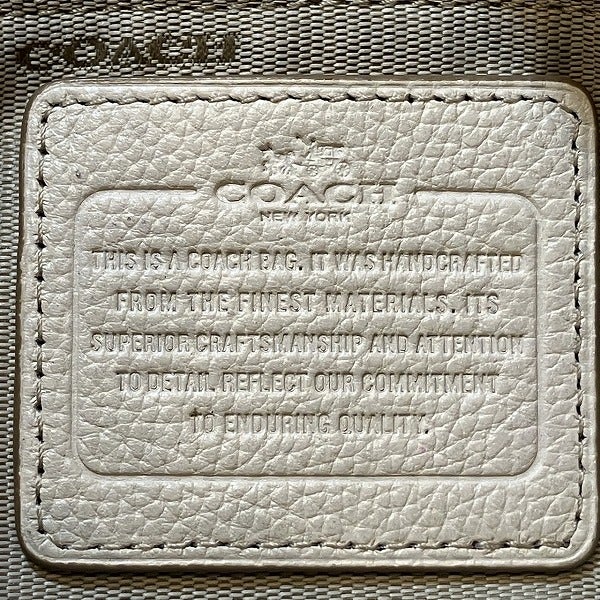 COACH
COACH
NEW YORK
THIS IS A COACH BAG. IT WAS HANDCRAFTED
FROM THE FINEST MATERIALS. ITS
SUPERIOR CRAFTSMANSHIP AND ATTENTION
TO DETAIL REFLECT OUR COMMITMENT
TO ENDURING QUALITY.